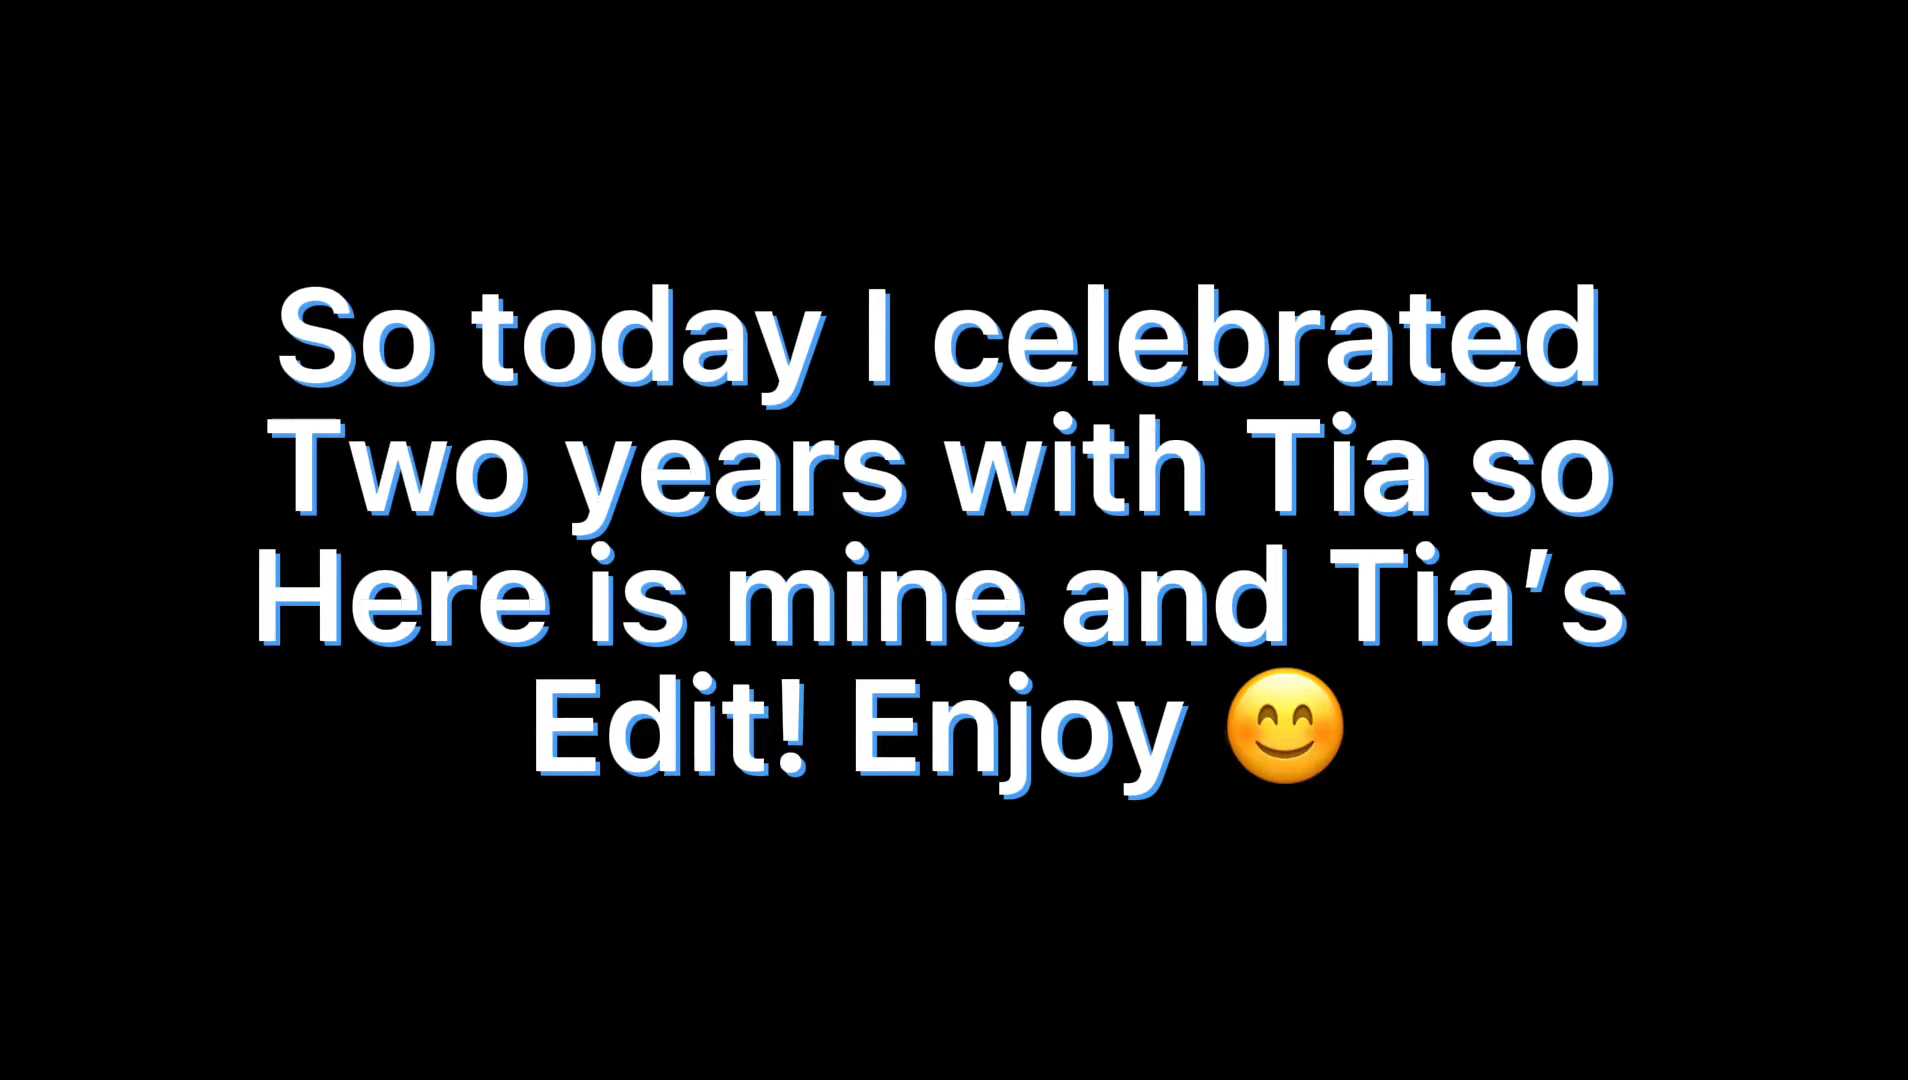 So today I celebrated
Two years with Tia so
Here is mine and Tia’s
Edit! Enjoy 😊